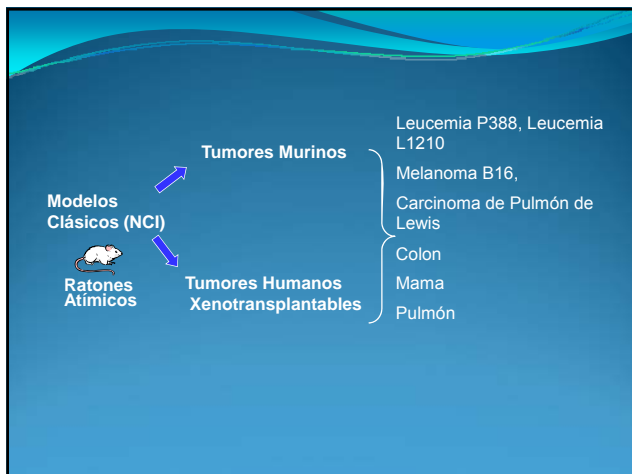 Modelos
Clásicos (NCI)
Ratones
Atímicos
Tumores Murinos
Tumores Humanos
Xenotransplantables
Leucemia P388, Leucemia
L1210
Melanoma B16,
Carcinoma de Pulmón de
Lewis
Colon
Mama
Pulmón